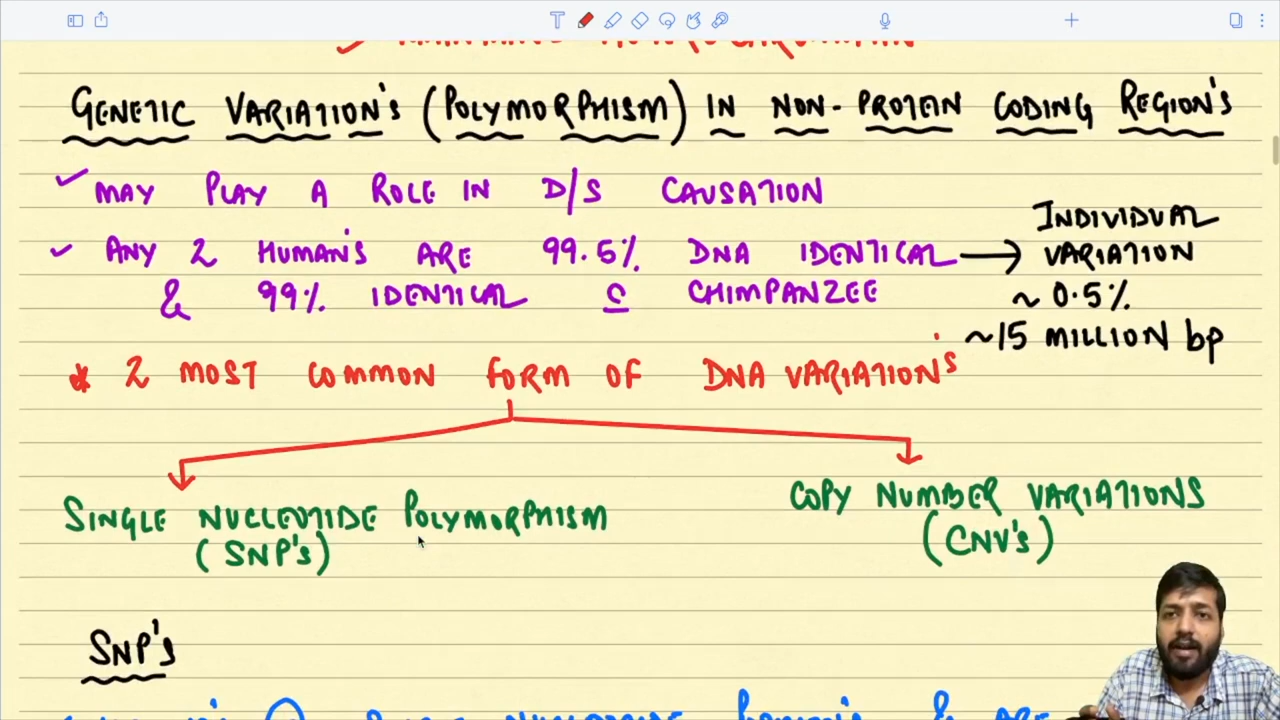 GENETIC VARIATION'S (POLYMORPHISM) IN NON-PROTEIN CODING REGION'S
✓ MAY PLAY A ROLE IN D/S CAUSATION
✓ ANY 2 HUMAN'S ARE 99.5% DNA IDENTICAL → INDIVIDUAL VARIATION
& 99% IDENTICAL c̲ CHIMPANZEE
~ 0.5%
~15 MILLION bp
* 2 MOST COMMON FORM OF DNA VARIATION'S
SINGLE NUCLEOTIDE POLYMORPHISM
(SNP's)
COPY NUMBER VARIATIONS
(CNV's)
SNP's